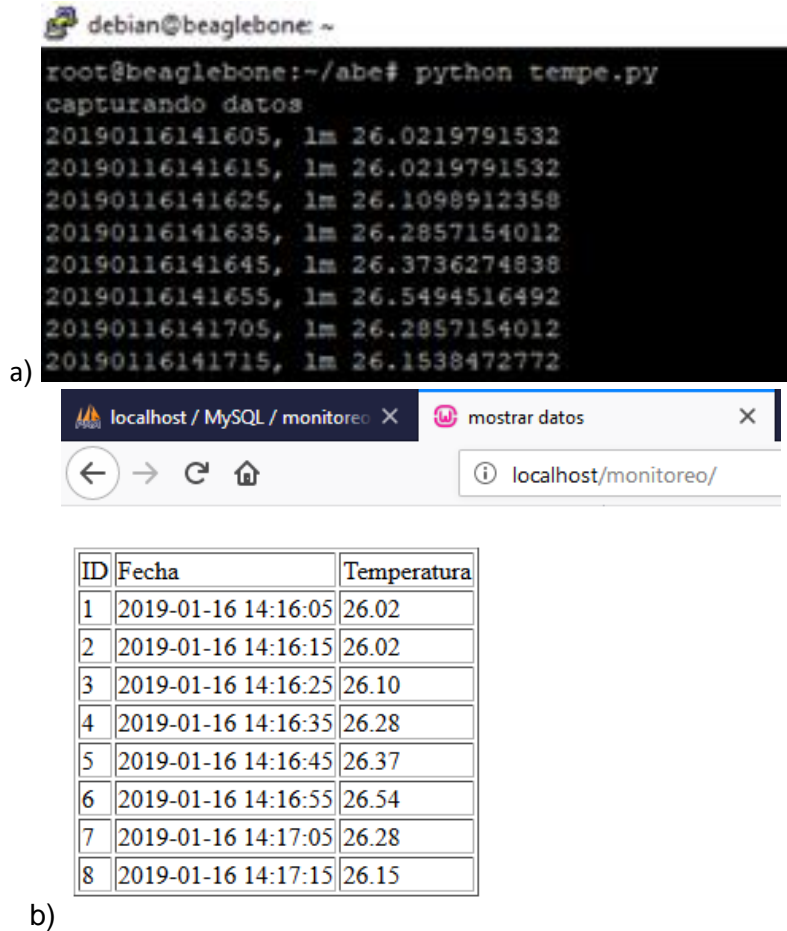 debian@beaglebone: ~
root@beaglebone:~/abe# python tempe.py
capturando datos
20190116141605, lm 26.0219791532
20190116141615, lm 26.0219791532
20190116141625, lm 26.1098912358
20190116141635, lm 26.2857154012
20190116141645, lm 26.3736274838
20190116141655, lm 26.5494516492
20190116141705, lm 26.2857154012
20190116141715, lm 26.1538472772
a)
localhost / MySQL / monitoreo mostrar datos
localhost/monitoreo/
ID Fecha Temperatura
1 2019-01-16 14:16:05 26.02
2 2019-01-16 14:16:15 26.02
3 2019-01-16 14:16:25 26.10
4 2019-01-16 14:16:35 26.28
5 2019-01-16 14:16:45 26.37
6 2019-01-16 14:16:55 26.54
7 2019-01-16 14:17:05 26.28
8 2019-01-16 14:17:15 26.15
b)